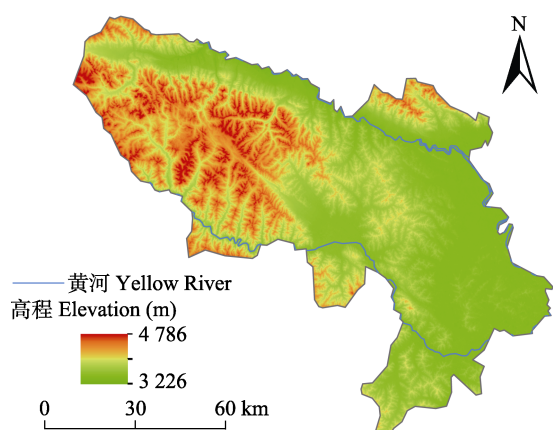 N
黄河 Yellow River
高程 Elevation (m)
4 786
3 226
0 30 60 km